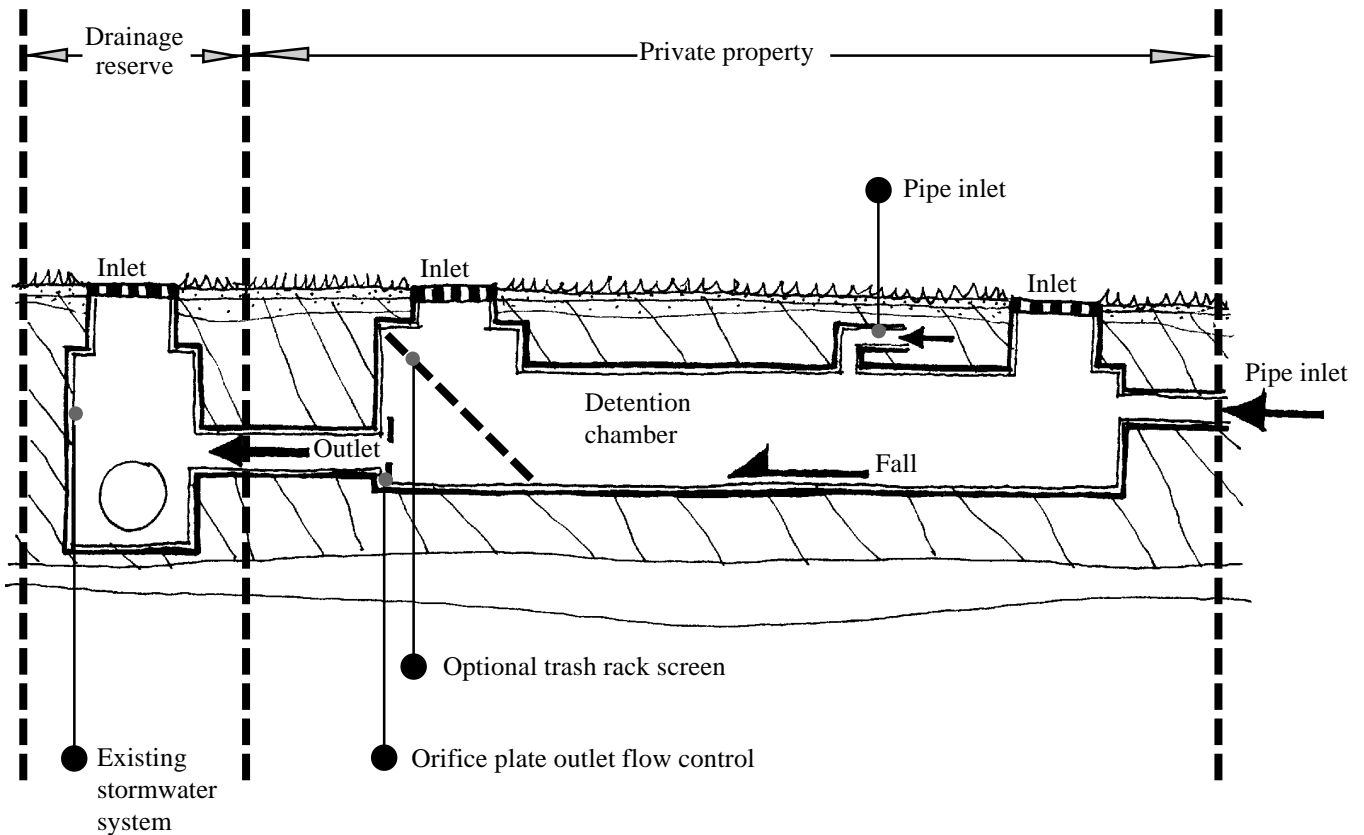 Drainage
reserve
Private property
Pipe inlet
Inlet
Inlet
Inlet
Pipe inlet
Detention
chamber
Outlet
Fall
Optional trash rack screen
Orifice plate outlet flow control
Existing
stormwater
system